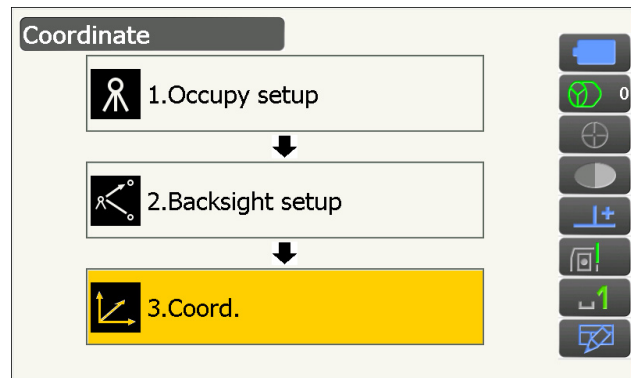 Coordinate
1.Occupy setup
0
2.Backsight setup
3.Coord.
1